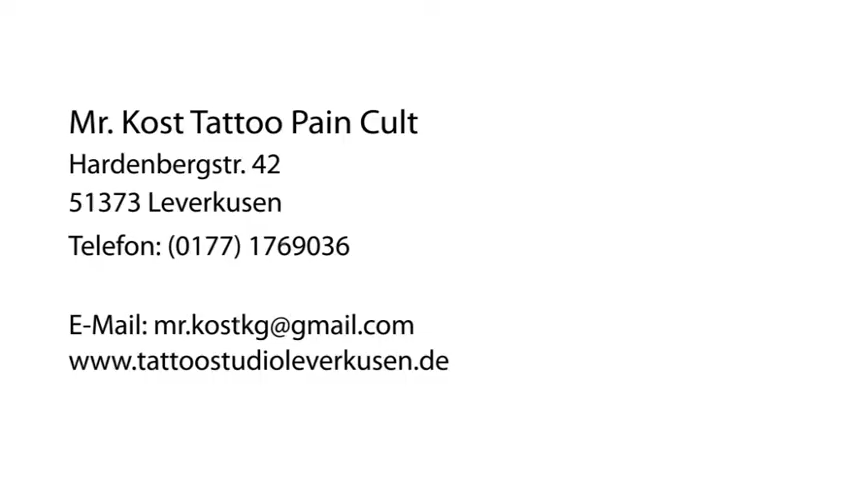 Mr. Kost Tattoo Pain Cult
Hardenbergstr. 42
51373 Leverkusen
Telefon: (0177) 1769036
E-Mail: mr.kostkg@gmail.com
www.tattoostudioleverkusen.de